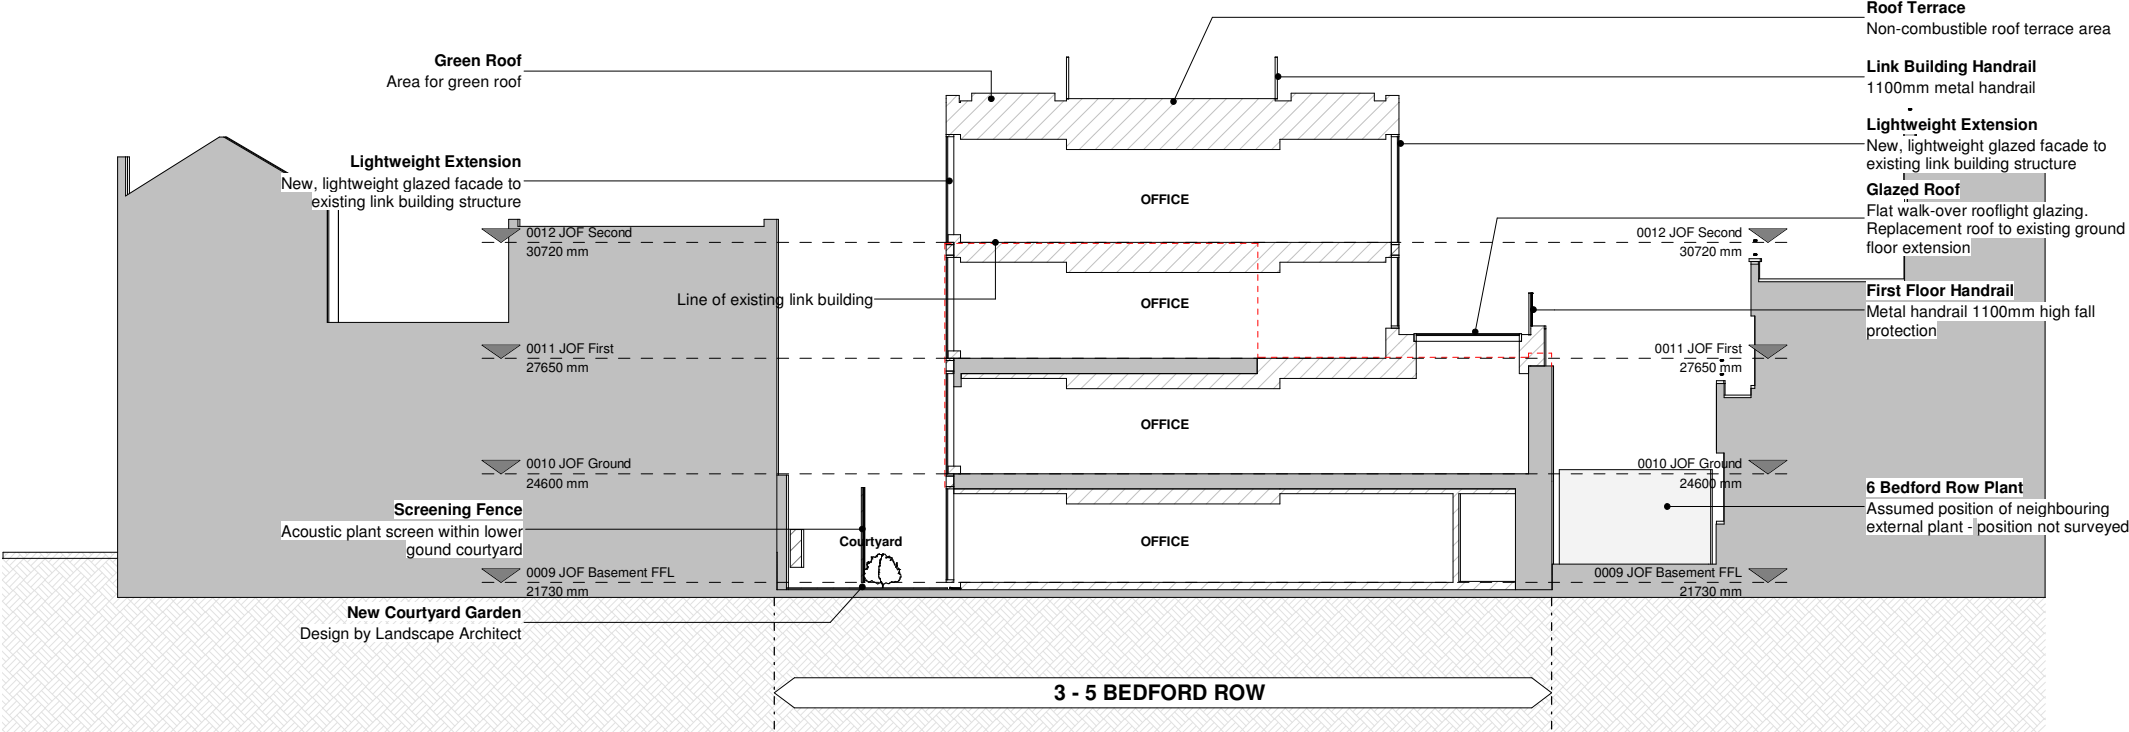 Roof Terrace
Non-combustible roof terrace area
Green Roof
Area for green roof
Link Building Handrail
1100mm metal handrail
Lightweight Extension
New, lightweight glazed facade to
existing link building structure
Lightweight Extension
New, lightweight glazed facade to
existing link building structure
OFFICE
Glazed Roof
Flat walk-over rooflight glazing.
Replacement roof to existing ground
floor extension
0012 JOF Second
30720 mm
0012 JOF Second
30720 mm
Line of existing link building
OFFICE
First Floor Handrail
Metal handrail 1100mm high fall
protection
0011 JOF First
27650 mm
0011 JOF First
27650 mm
OFFICE
0010 JOF Ground
24600 mm
0010 JOF Ground
24600 mm
Screening Fence
Acoustic plant screen within lower
gound courtyard
Courtyard
OFFICE
6 Bedford Row Plant
Assumed position of neighbouring
external plant - position not surveyed
0009 JOF Basement FFL
21730 mm
0009 JOF Basement FFL
21730 mm
New Courtyard Garden
Design by Landscape Architect
3 - 5 BEDFORD ROW